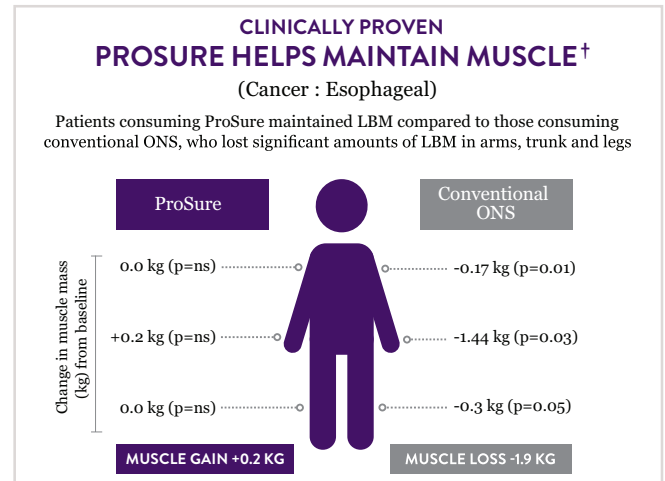 CLINICALLY PROVEN
PROSURE HELPS MAINTAIN MUSCLE†
(Cancer : Esophageal)
Patients consuming ProSure maintained LBM compared to those consuming
conventional ONS, who lost significant amounts of LBM in arms, trunk and legs
ProSure
Conventional
ONS
Change in muscle mass
(kg) from baseline
0.0 kg (p=ns)
-0.17 kg (p=0.01)
+0.2 kg (p=ns)
-1.44 kg (p=0.03)
0.0 kg (p=ns)
-0.3 kg (p=0.05)
MUSCLE GAIN +0.2 KG
MUSCLE LOSS -1.9 KG